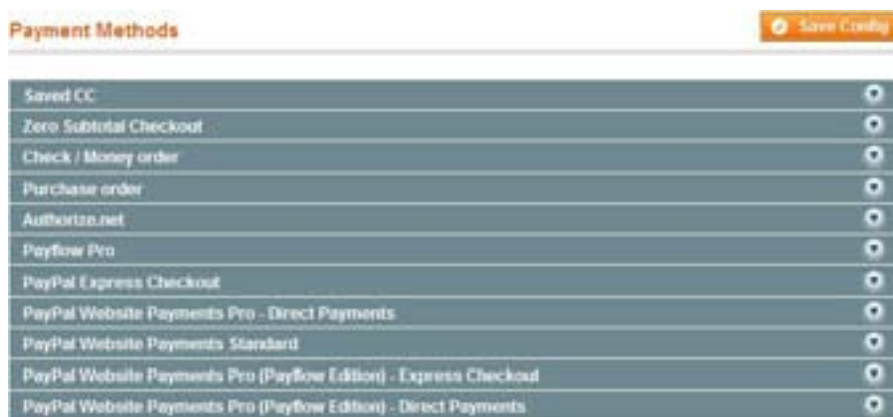 Payment Methods
Save Config
Saved CC
Zero Subtotal Checkout
Check / Money order
Purchase order
Authorize.net
Payflow Pro
PayPal Express Checkout
PayPal Website Payments Pro - Direct Payments
PayPal Website Payments Standard
PayPal Website Payments Pro (Payflow Edition) - Express Checkout
PayPal Website Payments Pro (Payflow Edition) - Direct Payments